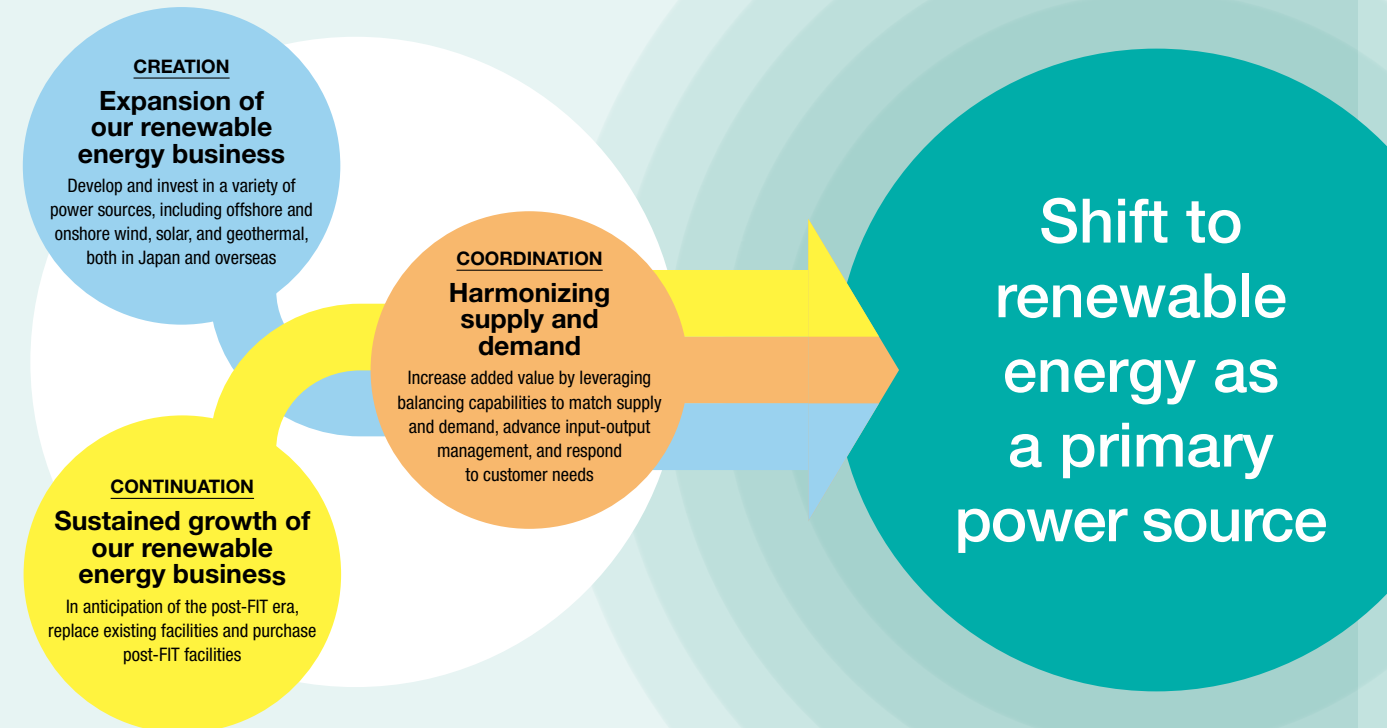 CREATION
Expansion of
our renewable
energy business
Develop and invest in a variety of
power sources, including offshore and
onshore wind, solar, and geothermal,
both in Japan and overseas
COORDINATION
Harmonizing
supply and
demand
Increase added value by leveraging
balancing capabilities to match supply
and demand, advance input-output
management, and respond
to customer needs
CONTINUATION
Sustained growth of
our renewable
energy business
In anticipation of the post-FIT era,
replace existing facilities and purchase
post-FIT facilities
Shift to
renewable
energy as
a primary
power source